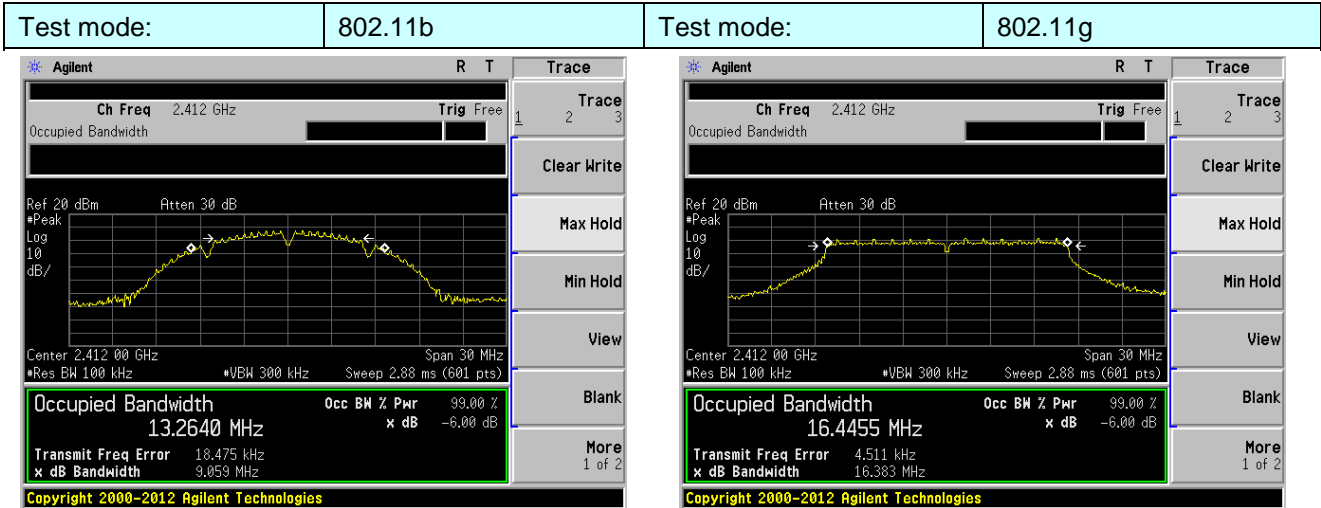 Test mode: 802.11b Test mode: 802.11g
Agilent R T Trace
Ch Freq 2.412 GHz Trig Free
Occupied Bandwidth
Trace
1 2 3
Clear Write
Ref 20 dBm Atten 30 dB
#Peak
Log
10
dB/
Max Hold
Min Hold
View
Center 2.412 00 GHz Span 30 MHz
#Res BW 100 kHz #VBW 300 kHz Sweep 2.88 ms (601 pts)
Occupied Bandwidth Occ BW % Pwr 99.00 %
13.2640 MHz x dB -6.00 dB
Transmit Freq Error 18.475 kHz
x dB Bandwidth 9.059 MHz
Blank
More
1 of 2
Copyright 2000-2012 Agilent Technologies
Agilent R T Trace
Ch Freq 2.412 GHz Trig Free
Occupied Bandwidth
Trace
1 2 3
Clear Write
Ref 20 dBm Atten 30 dB
#Peak
Log
10
dB/
Max Hold
Min Hold
View
Center 2.412 00 GHz Span 30 MHz
#Res BW 100 kHz #VBW 300 kHz Sweep 2.88 ms (601 pts)
Occupied Bandwidth Occ BW % Pwr 99.00 %
16.4455 MHz x dB -6.00 dB
Transmit Freq Error 4.511 kHz
x dB Bandwidth 16.383 MHz
Blank
More
1 of 2
Copyright 2000-2012 Agilent Technologies